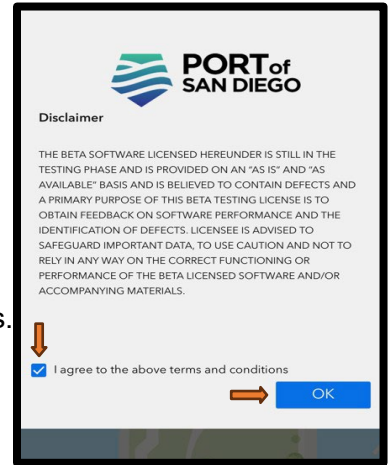 PORT of
SAN DIEGO
Disclaimer
THE BETA SOFTWARE LICENSED HEREUNDER IS STILL IN THE
TESTING PHASE AND IS PROVIDED ON AN "AS IS" AND "AS
AVAILABLE" BASIS AND IS BELIEVED TO CONTAIN DEFECTS AND
A PRIMARY PURPOSE OF THIS BETA TESTING LICENSE IS TO
OBTAIN FEEDBACK ON SOFTWARE PERFORMANCE AND THE
IDENTIFICATION OF DEFECTS. LICENSEE IS ADVISED TO
SAFEGUARD IMPORTANT DATA, TO USE CAUTION AND NOT TO
RELY IN ANY WAY ON THE CORRECT FUNCTIONING OR
PERFORMANCE OF THE BETA LICENSED SOFTWARE AND/OR
ACCOMPANYING MATERIALS.
s.
I agree to the above terms and conditions
OK